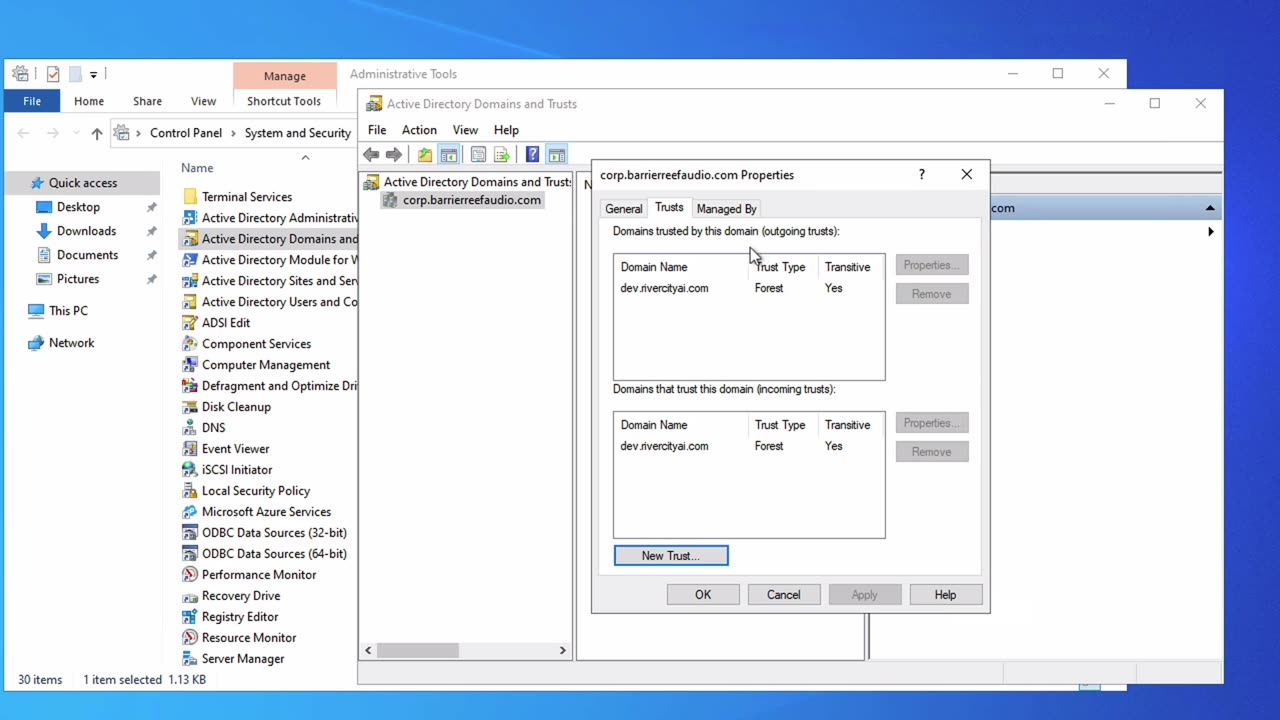 Manage
Administrative Tools
File
Home
Share
View
Shortcut Tools
Control Panel
System and Security
Name
Quick access
Desktop
Downloads
Documents
Pictures
This PC
Network
Terminal Services
Active Directory Administrativ
Active Directory Domains and
Active Directory Module for W
Active Directory Sites and Serv
Active Directory Users and Co
ADSI Edit
Component Services
Computer Management
Defragment and Optimize Dri
Disk Cleanup
DNS
Event Viewer
iSCSI Initiator
Local Security Policy
Microsoft Azure Services
ODBC Data Sources (32-bit)
ODBC Data Sources (64-bit)
Performance Monitor
Recovery Drive
Registry Editor
Resource Monitor
Server Manager
30 items 1 item selected 1.13 KB
Active Directory Domains and Trusts
File Action View Help
Active Directory Domains and Trusts
corp.barrierreefaudio.com
N
com
corp.barrierreefaudio.com Properties
?
General Trusts Managed By
Domains trusted by this domain (outgoing trusts):
Domain Name Trust Type Transitive
dev.rivercityai.com Forest Yes
Properties...
Remove
Domains that trust this domain (incoming trusts):
Domain Name Trust Type Transitive
dev.rivercityai.com Forest Yes
Properties...
Remove
New Trust...
OK Cancel Apply Help